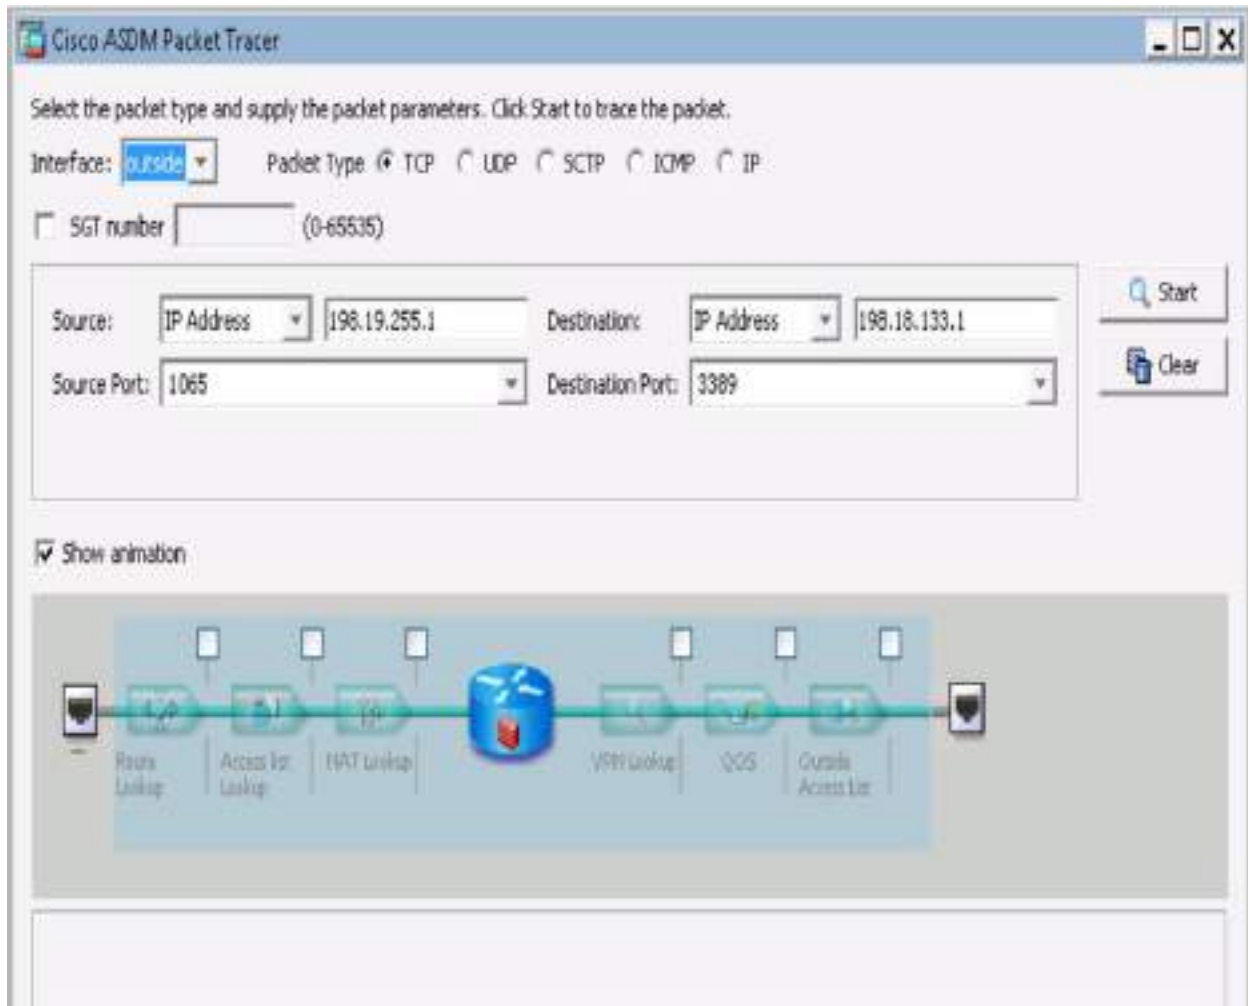 Cisco ASDM Packet Tracer
Select the packet type and supply the packet parameters. Click Start to trace the packet.
Interface: outside Packet Type TCP UDP SCTP ICMP IP
SGT number (0-65535)
Source: IP Address 198.19.255.1 Destination: IP Address 198.18.133.1
Start
Source Port: 1065 Destination Port: 3389
Clear
Show animation
Route Lookup
Access list Lookup
NAT Lookup
VPN Lookup
QOS
Outside Access List